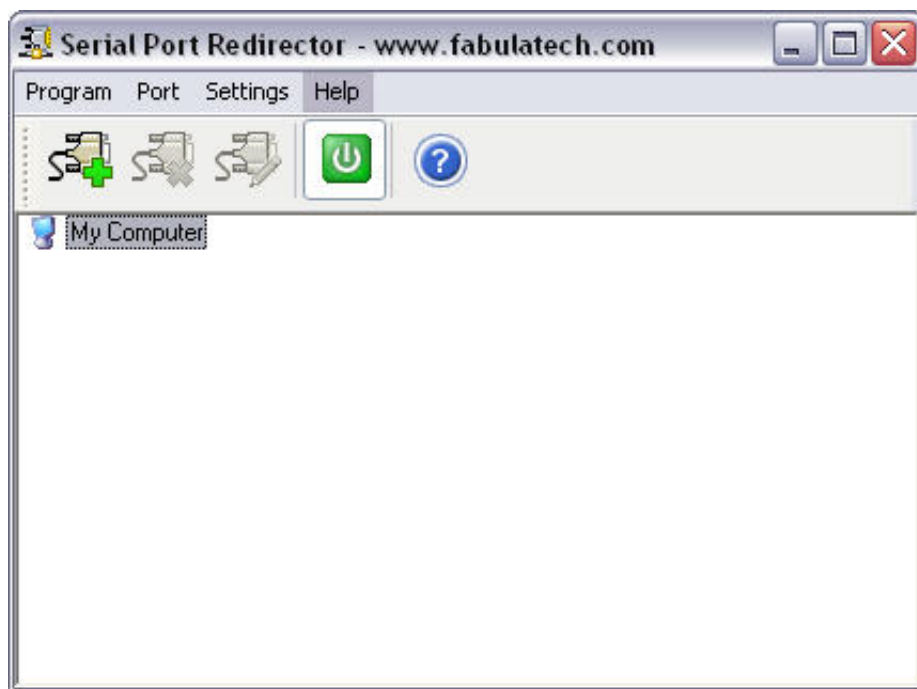 Serial Port Redirector - www.fabulatech.com
Program Port Settings Help
My Computer